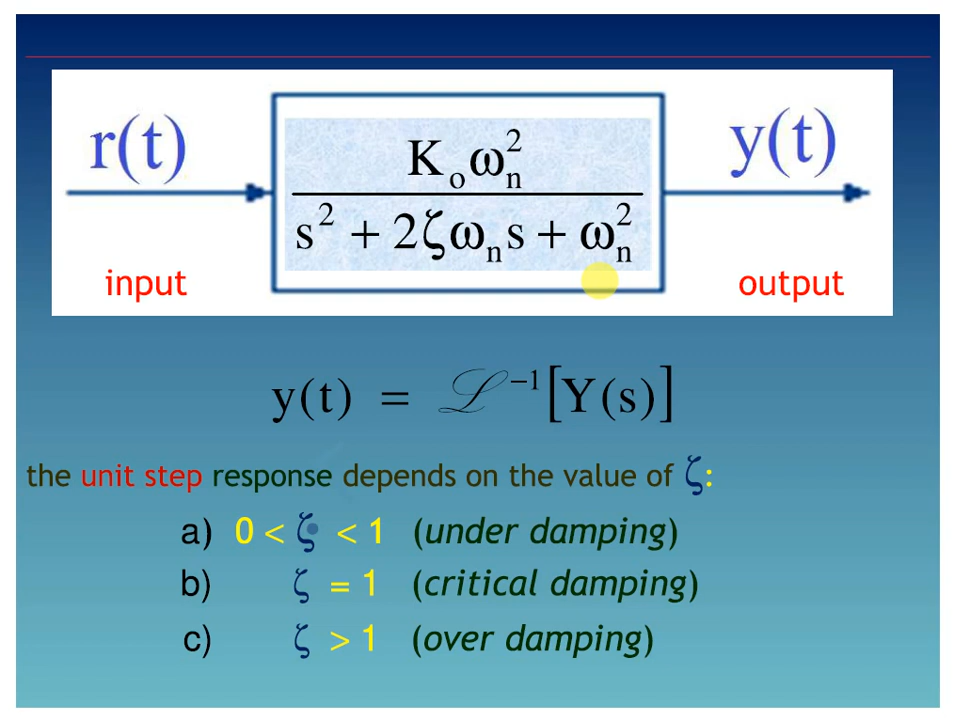 r(t) K_o ω_n^2 / (s^2 + 2ζω_n s + ω_n^2) y(t)
input output
y(t) = ℒ^{-1}[Y(s)]
the unit step response depends on the value of ζ:
a) 0 < ζ < 1 (under damping)
b) ζ = 1 (critical damping)
c) ζ > 1 (over damping)